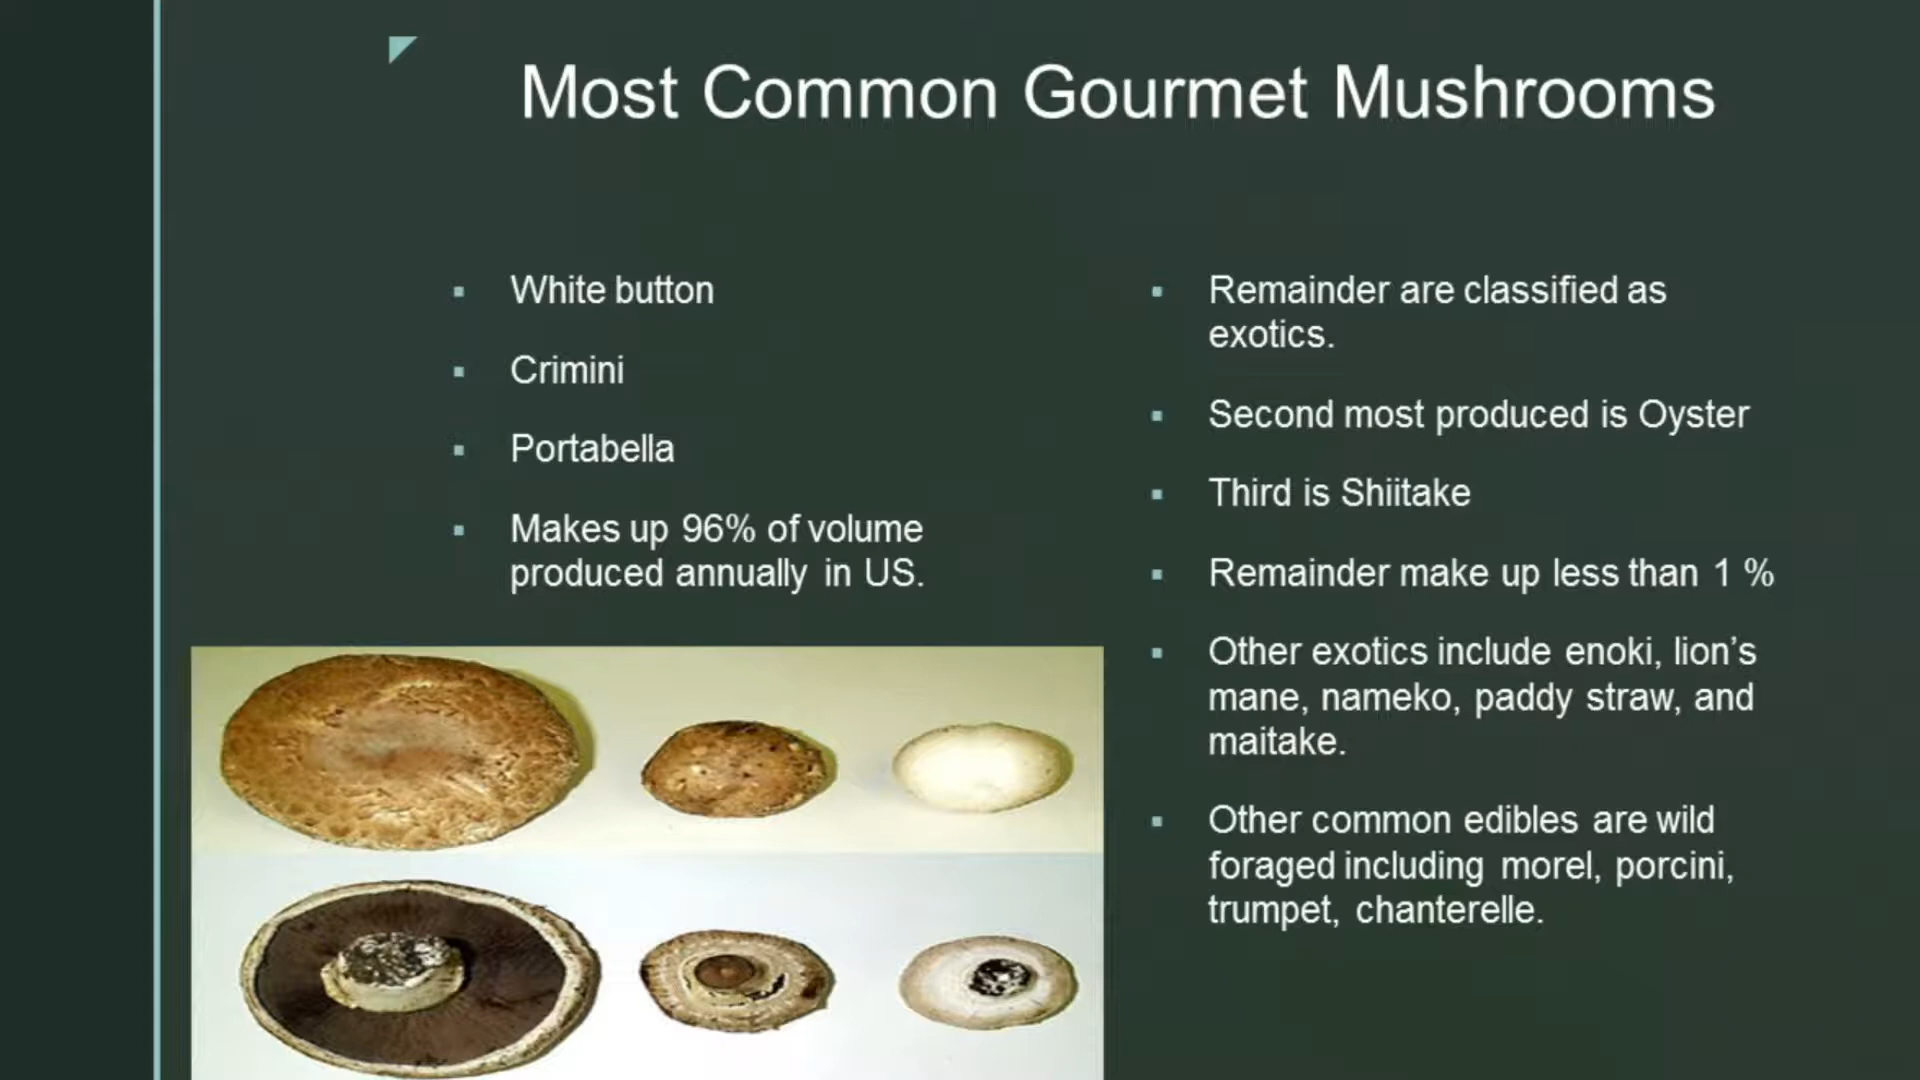 Most Common Gourmet Mushrooms
White button
Crimini
Portabella
Makes up 96% of volume
produced annually in US.
Remainder are classified as
exotics.
Second most produced is Oyster
Third is Shiitake
Remainder make up less than 1 %
Other exotics include enoki, lion’s
mane, nameko, paddy straw, and
maitake.
Other common edibles are wild
foraged including morel, porcini,
trumpet, chanterelle.